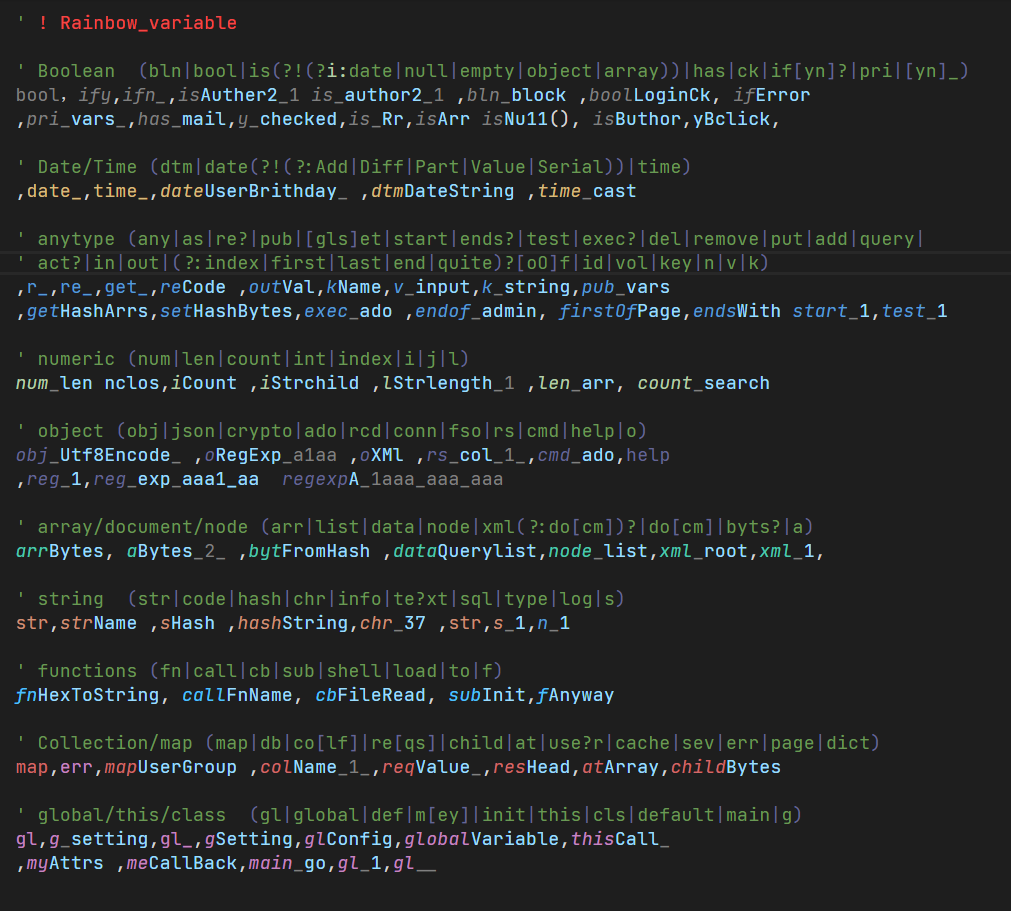 ' ! Rainbow_variable
' Boolean  (bln|bool|is(?!(?i:date|null|empty|object|array))|has|ck|if[yn]?|pri|[yn]_)
bool, ify,ifn_,isAuther2_1 is_author2_1 ,bln_block ,boolLoginCk, ifError
,pri_vars_,has_mail,y_checked,is_Rr,isArr isNu11(), isButhor,yBclick,
' Date/Time (dtm|date(?!(?:Add|Diff|Part|Value|Serial))|time)
,date_,time_,dateUserBrithday_ ,dtmDateString ,time_cast
' anytype (any|as|re?|pub|[gls]et|start|ends?|test|exec?|del|remove|put|add|query|
' act?|in|out|(?:index|first|last|end|quite)?[oO]f|id|vol|key|n|v|k)
,r_,re_,get_,reCode ,outVal,kName,v_input,k_string,pub_vars
,getHashArrs,setHashBytes,exec_ado ,endof_admin, firstOfPage,endsWith start_1,test_1
' numeric (num|len|count|int|index|i|j|l)
num_len nclos,iCount ,iStrchild ,lStrlength_1 ,len_arr, count_search
' object (obj|json|crypto|ado|rcd|conn|fso|rs|cmd|help|o)
obj_Utf8Encode_ ,oRegExp_a1aa ,oXMl ,rs_col_1_,cmd_ado,help
,reg_1,reg_exp_aaa1_aa  regexpA_1aaa_aaa_aaa
' array/document/node (arr|list|data|node|xml(?:do[cm])?|do[cm]|byts?|a)
arrBytes, aBytes_2_ ,bytFromHash ,dataQuerylist,node_list,xml_root,xml_1,
' string  (str|code|hash|chr|info|te?xt|sql|type|log|s)
str,strName ,sHash ,hashString,chr_37 ,str,s_1,n_1
' functions (fn|call|cb|sub|shell|load|to|f)
fnHexToString, callFnName, cbFileRead, subInit,fAnyway
' Collection/map (map|db|co[lf]|re[qs]|child|at|use?r|cache|sev|err|page|dict)
map,err,mapUserGroup ,colName_1_,reqValue_,resHead,atArray,childBytes
' global/this/class  (gl|global|def|m[ey]|init|this|cls|default|main|g)
gl,g_setting,gl_,gSetting,glConfig,globalVariable,thisCall_
,myAttrs ,meCallBack,main_go,gl_1,gl__